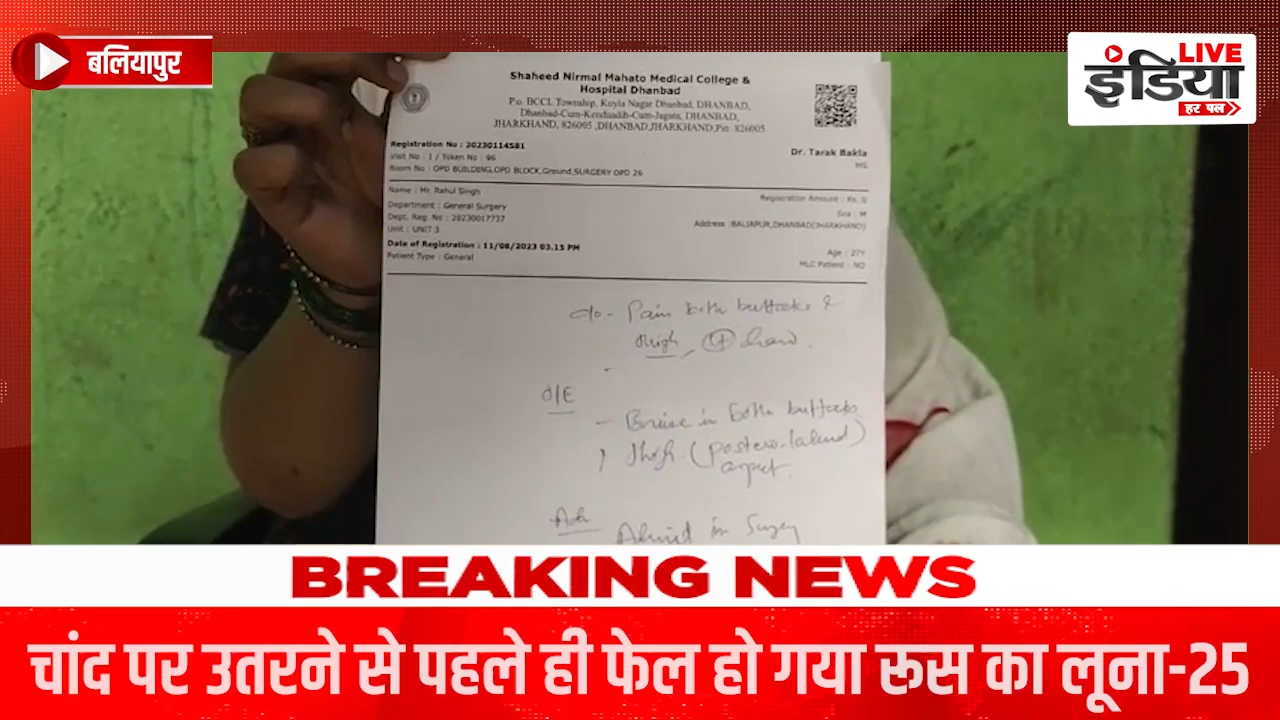 बलियापुर
LIVE
इंडिया
हर पल
Shaheed Nirmal Mahato Medical College &
Hospital Dhanbad
P.o. BCCL Township, Koyla Nagar Dhanbad, DHANBAD,
Dhanbad-Cum-Kenduadih-Cum-Jagata, DHANBAD,
JHARKHAND, 826005 ,DHANBAD,JHARKHAND,Pin: 826005
Registration No : 20230114581
Visit No : 1 / Token No : 96
Room No : OPD BUILDING,OPD BLOCK,Ground,SURGERY OPD 26
Dr. Tarak Bakla
MS
Name : Mr. Rahul Singh
Department : General Surgery
Dept. Reg. No : 20230017737
Unit : UNIT 3
Date of Registration : 11/08/2023 03.15 PM
Patient Type : General
Registration Amount : Rs. 0
Sex : M
Address : BALIAPUR,DHANBAD(JHARKHAND)
Age : 27Y
MLC Patient : NO
c/o - Pain both buttocks &
thigh
O/E
- Bruise in both buttocks
thigh (postero-lateral)
aspect.
Adv
Admit in Surgery
BREAKING NEWS
चांद पर उतरने से पहले ही फेल हो गया रूस का लूना-25